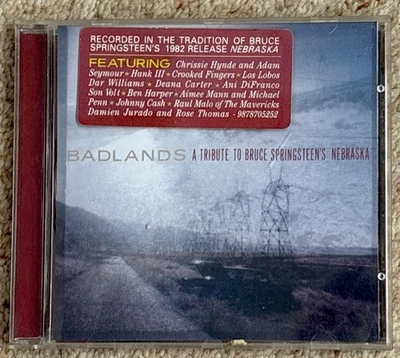 RECORDED IN THE TRADITION OF BRUCE
SPRINGSTEEN'S 1982 RELEASE NEBRASKA
FEATURING Chrissie Hynde and Adam
Seymour ★ Hank III ★ Crooked Fingers ★ Los Lobos
Dar Williams ★ Deana Carter ★ Ani DiFranco
Son Volt ★ Ben Harper ★ Aimee Mann and Michael
Penn ★ Johnny Cash ★ Raul Malo of The Mavericks
Damien Jurado and Rose Thomas - 9878705252
BADLANDS A TRIBUTE TO BRUCE SPRINGSTEEN'S NEBRASKA